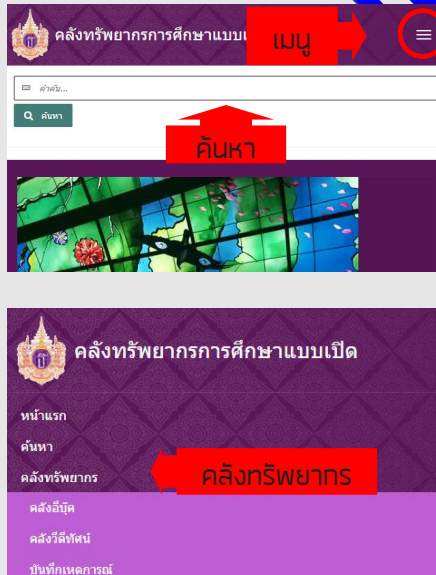 คลังทรัพยากรการศึกษาแบบเ
เมนู
คำค้น...
ค้นหา
ค้นหา
คลังทรัพยากรการศึกษาแบบเปิด
หน้าแรก
ค้นหา
คลังทรัพยากร
คลังทรัพยากร
คลังอีบุ๊ค
คลังวีดีทัศน์
บันทึกเหตุการณ์